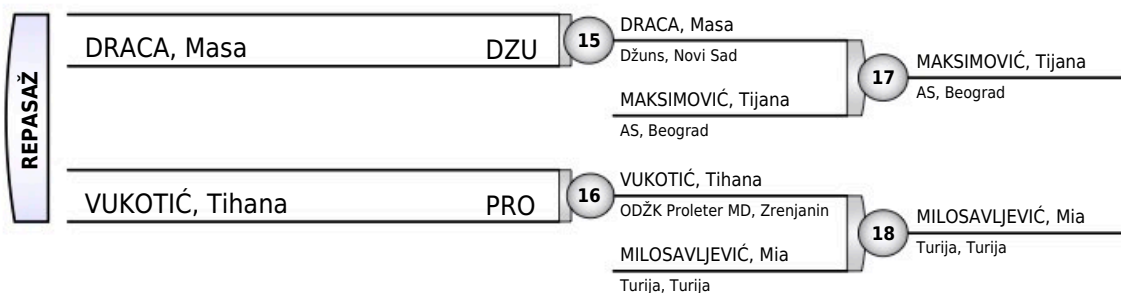 REPASAŽ
DRACA, Masa DZU
15
DRACA, Masa
Džuns, Novi Sad
MAKSIMOVIĆ, Tijana
AS, Beograd
17
MAKSIMOVIĆ, Tijana
AS, Beograd
VUKOTIĆ, Tihana PRO
16
VUKOTIĆ, Tihana
ODŽK Proleter MD, Zrenjanin
MILOSAVLJEVIĆ, Mia
Turija, Turija
18
MILOSAVLJEVIĆ, Mia
Turija, Turija